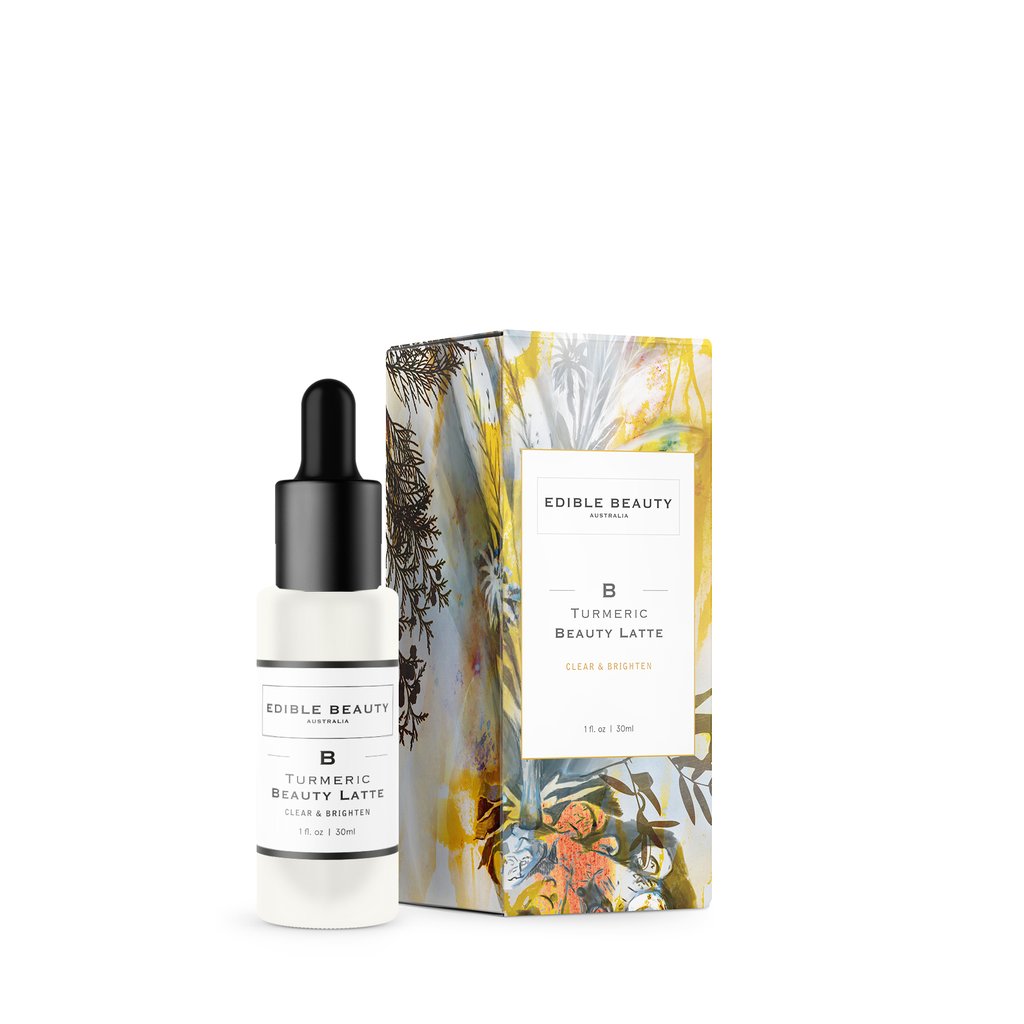 EDIBLE BEAUTY
AUSTRALIA
B
TURMERIC
BEAUTY LATTE
CLEAR & BRIGHTEN
1 fl. oz | 30ml
EDIBLE BEAUTY
AUSTRALIA
B
TURMERIC
BEAUTY LATTE
CLEAR & BRIGHTEN
1 fl. oz | 30ml